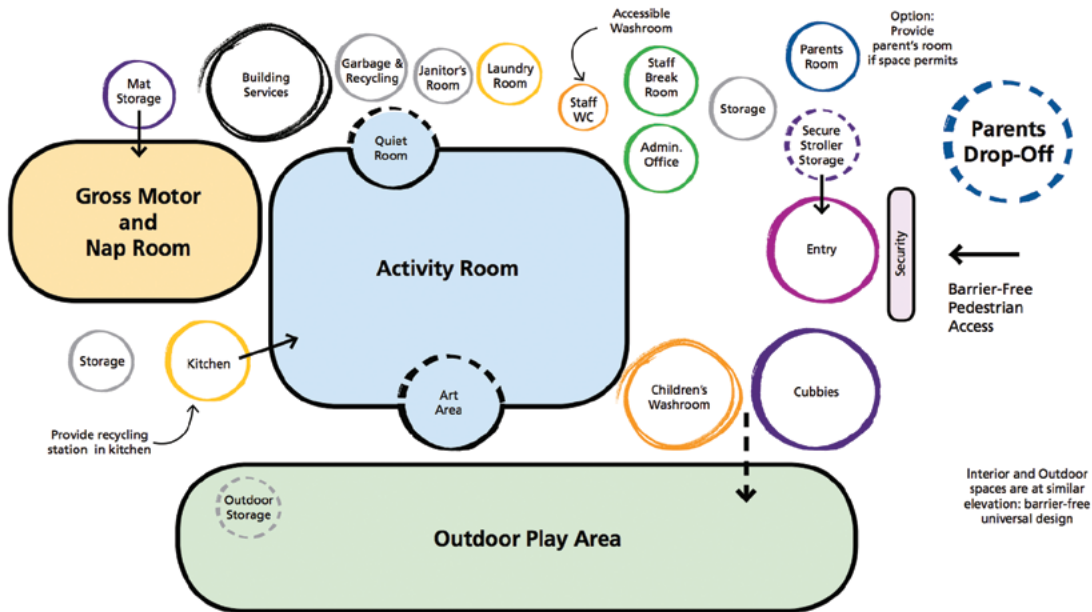 Accessible
Washroom
Option:
Provide
parent's room
if space permits
Parents
Room
Building
Services
Garbage &
Recycling
Janitor's
Room
Laundry
Room
Staff
Break
Room
Mat
Storage
Staff
WC
Storage
Secure
Stroller
Storage
Parents
Drop-Off
Quiet
Room
Admin.
Office
Gross Motor
and
Nap Room
Activity Room
Entry
Security
Barrier-Free
Pedestrian
Access
Storage
Kitchen
Art
Area
Children's
Washroom
Cubbies
Provide recycling
station in kitchen
Outdoor
Storage
Outdoor Play Area
Interior and Outdoor
spaces are at similar
elevation: barrier-free
universal design